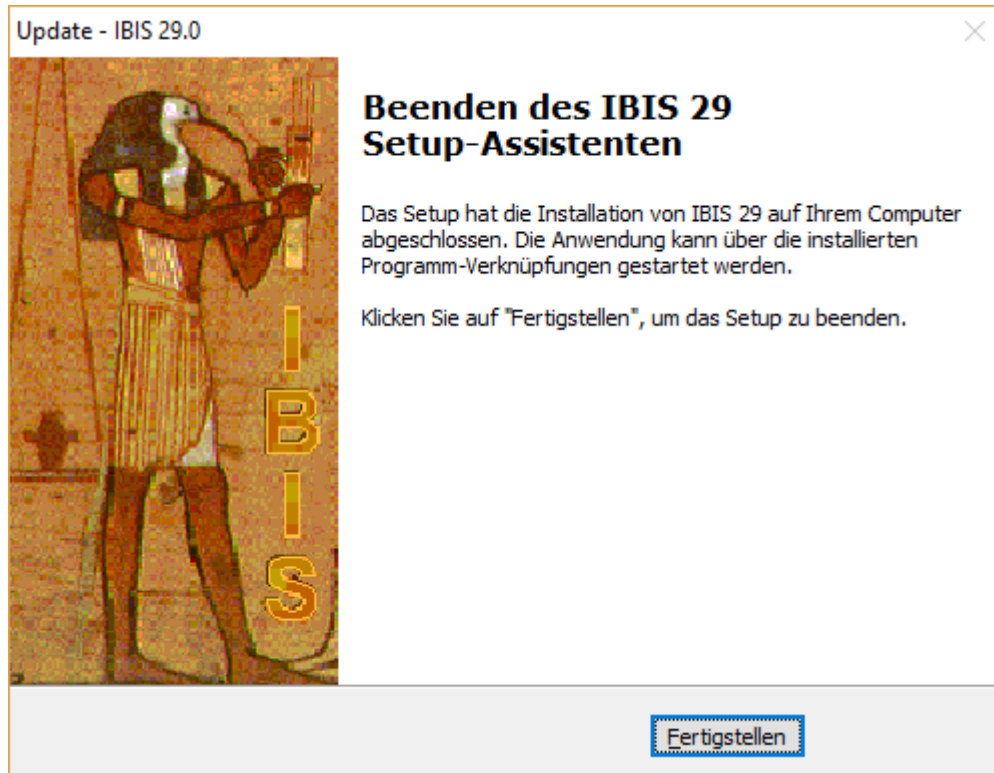 Update - IBIS 29.0
Beenden des IBIS 29
Setup-Assistenten
Das Setup hat die Installation von IBIS 29 auf Ihrem Computer
abgeschlossen. Die Anwendung kann über die installierten
Programm-Verknüpfungen gestartet werden.
Klicken Sie auf "Fertigstellen", um das Setup zu beenden.
IBIS
Fertigstellen